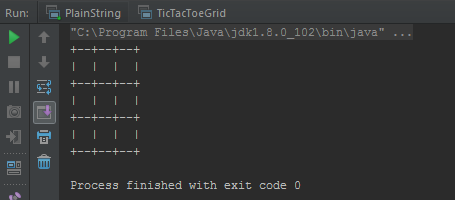 Run: PlainString TicTacToeGrid
"C:\Program Files\Java\jdk1.8.0_102\bin\java" ...
+--+--+--+
|  |  |  |
+--+--+--+
|  |  |  |
+--+--+--+
|  |  |  |
+--+--+--+
Process finished with exit code 0